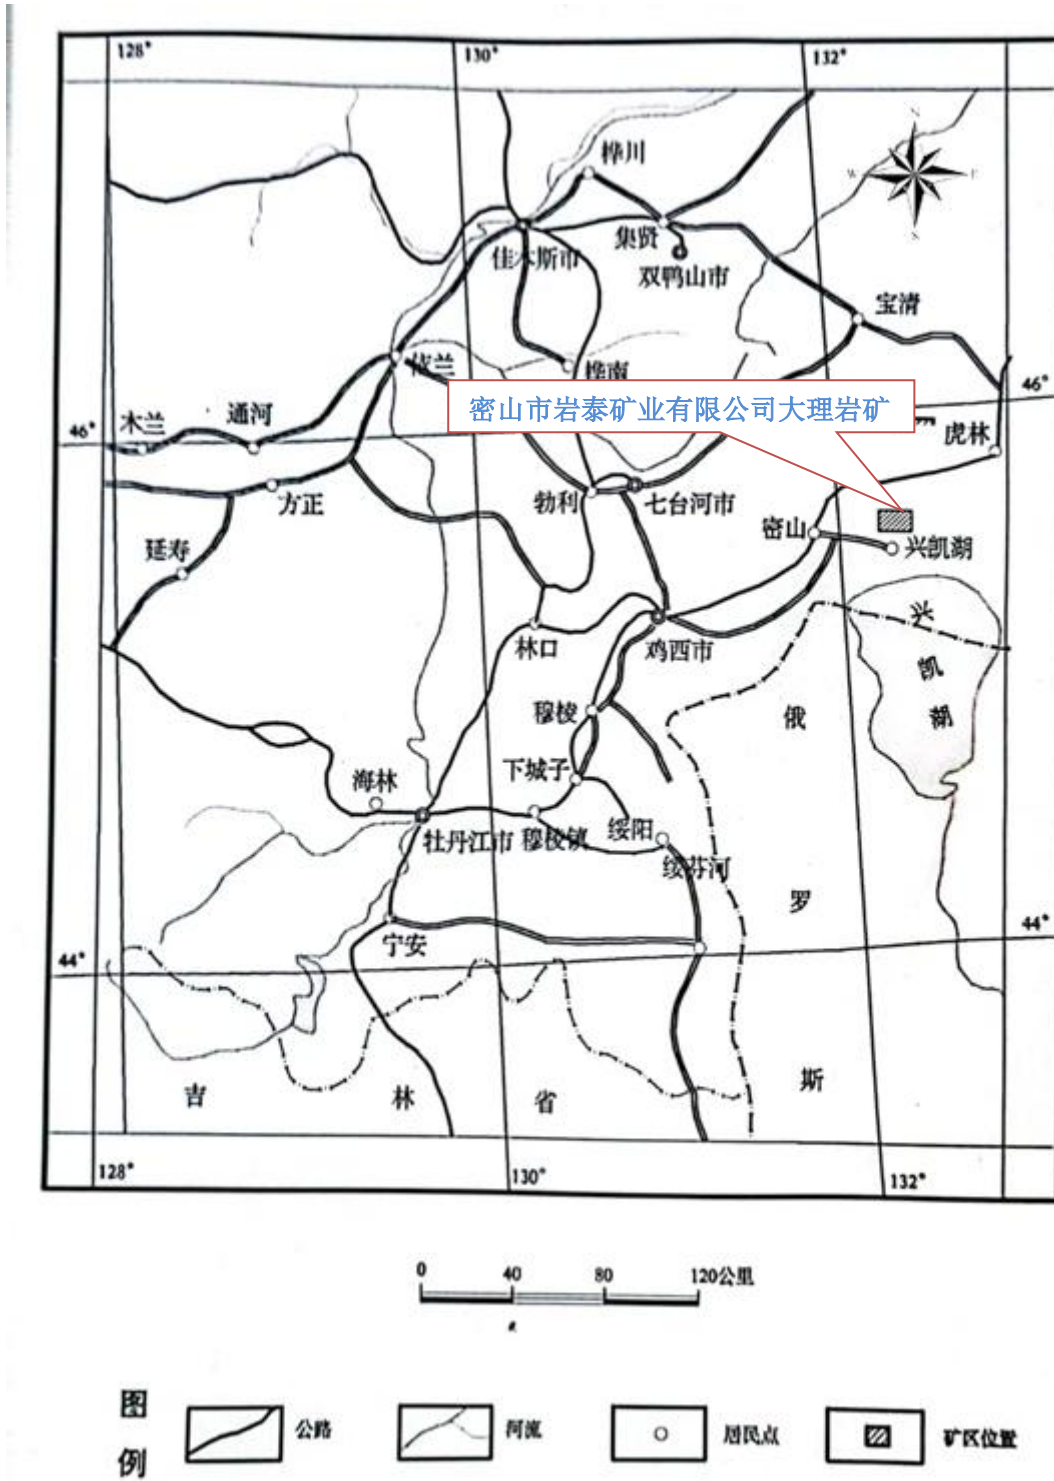 128°
130°
132°
N
W
E
S
桦川
集贤
佳木斯市
双鸭山市
宝清
依兰
桦南
46°
密山市岩泰矿业有限公司大理岩矿
木兰
通河
46°
虎林
方正
勃利
七台河市
密山
延寿
兴凯湖
林口
鸡西市
兴
凯
湖
穆棱
俄
下城子
海林
牡丹江市
穆棱镇
绥阳
绥芬河
罗
宁安
44°
44°
斯
吉
林
省
128°
130°
132°
0
40
80
120公里
图
例
公路
河流
居民点
矿区位置